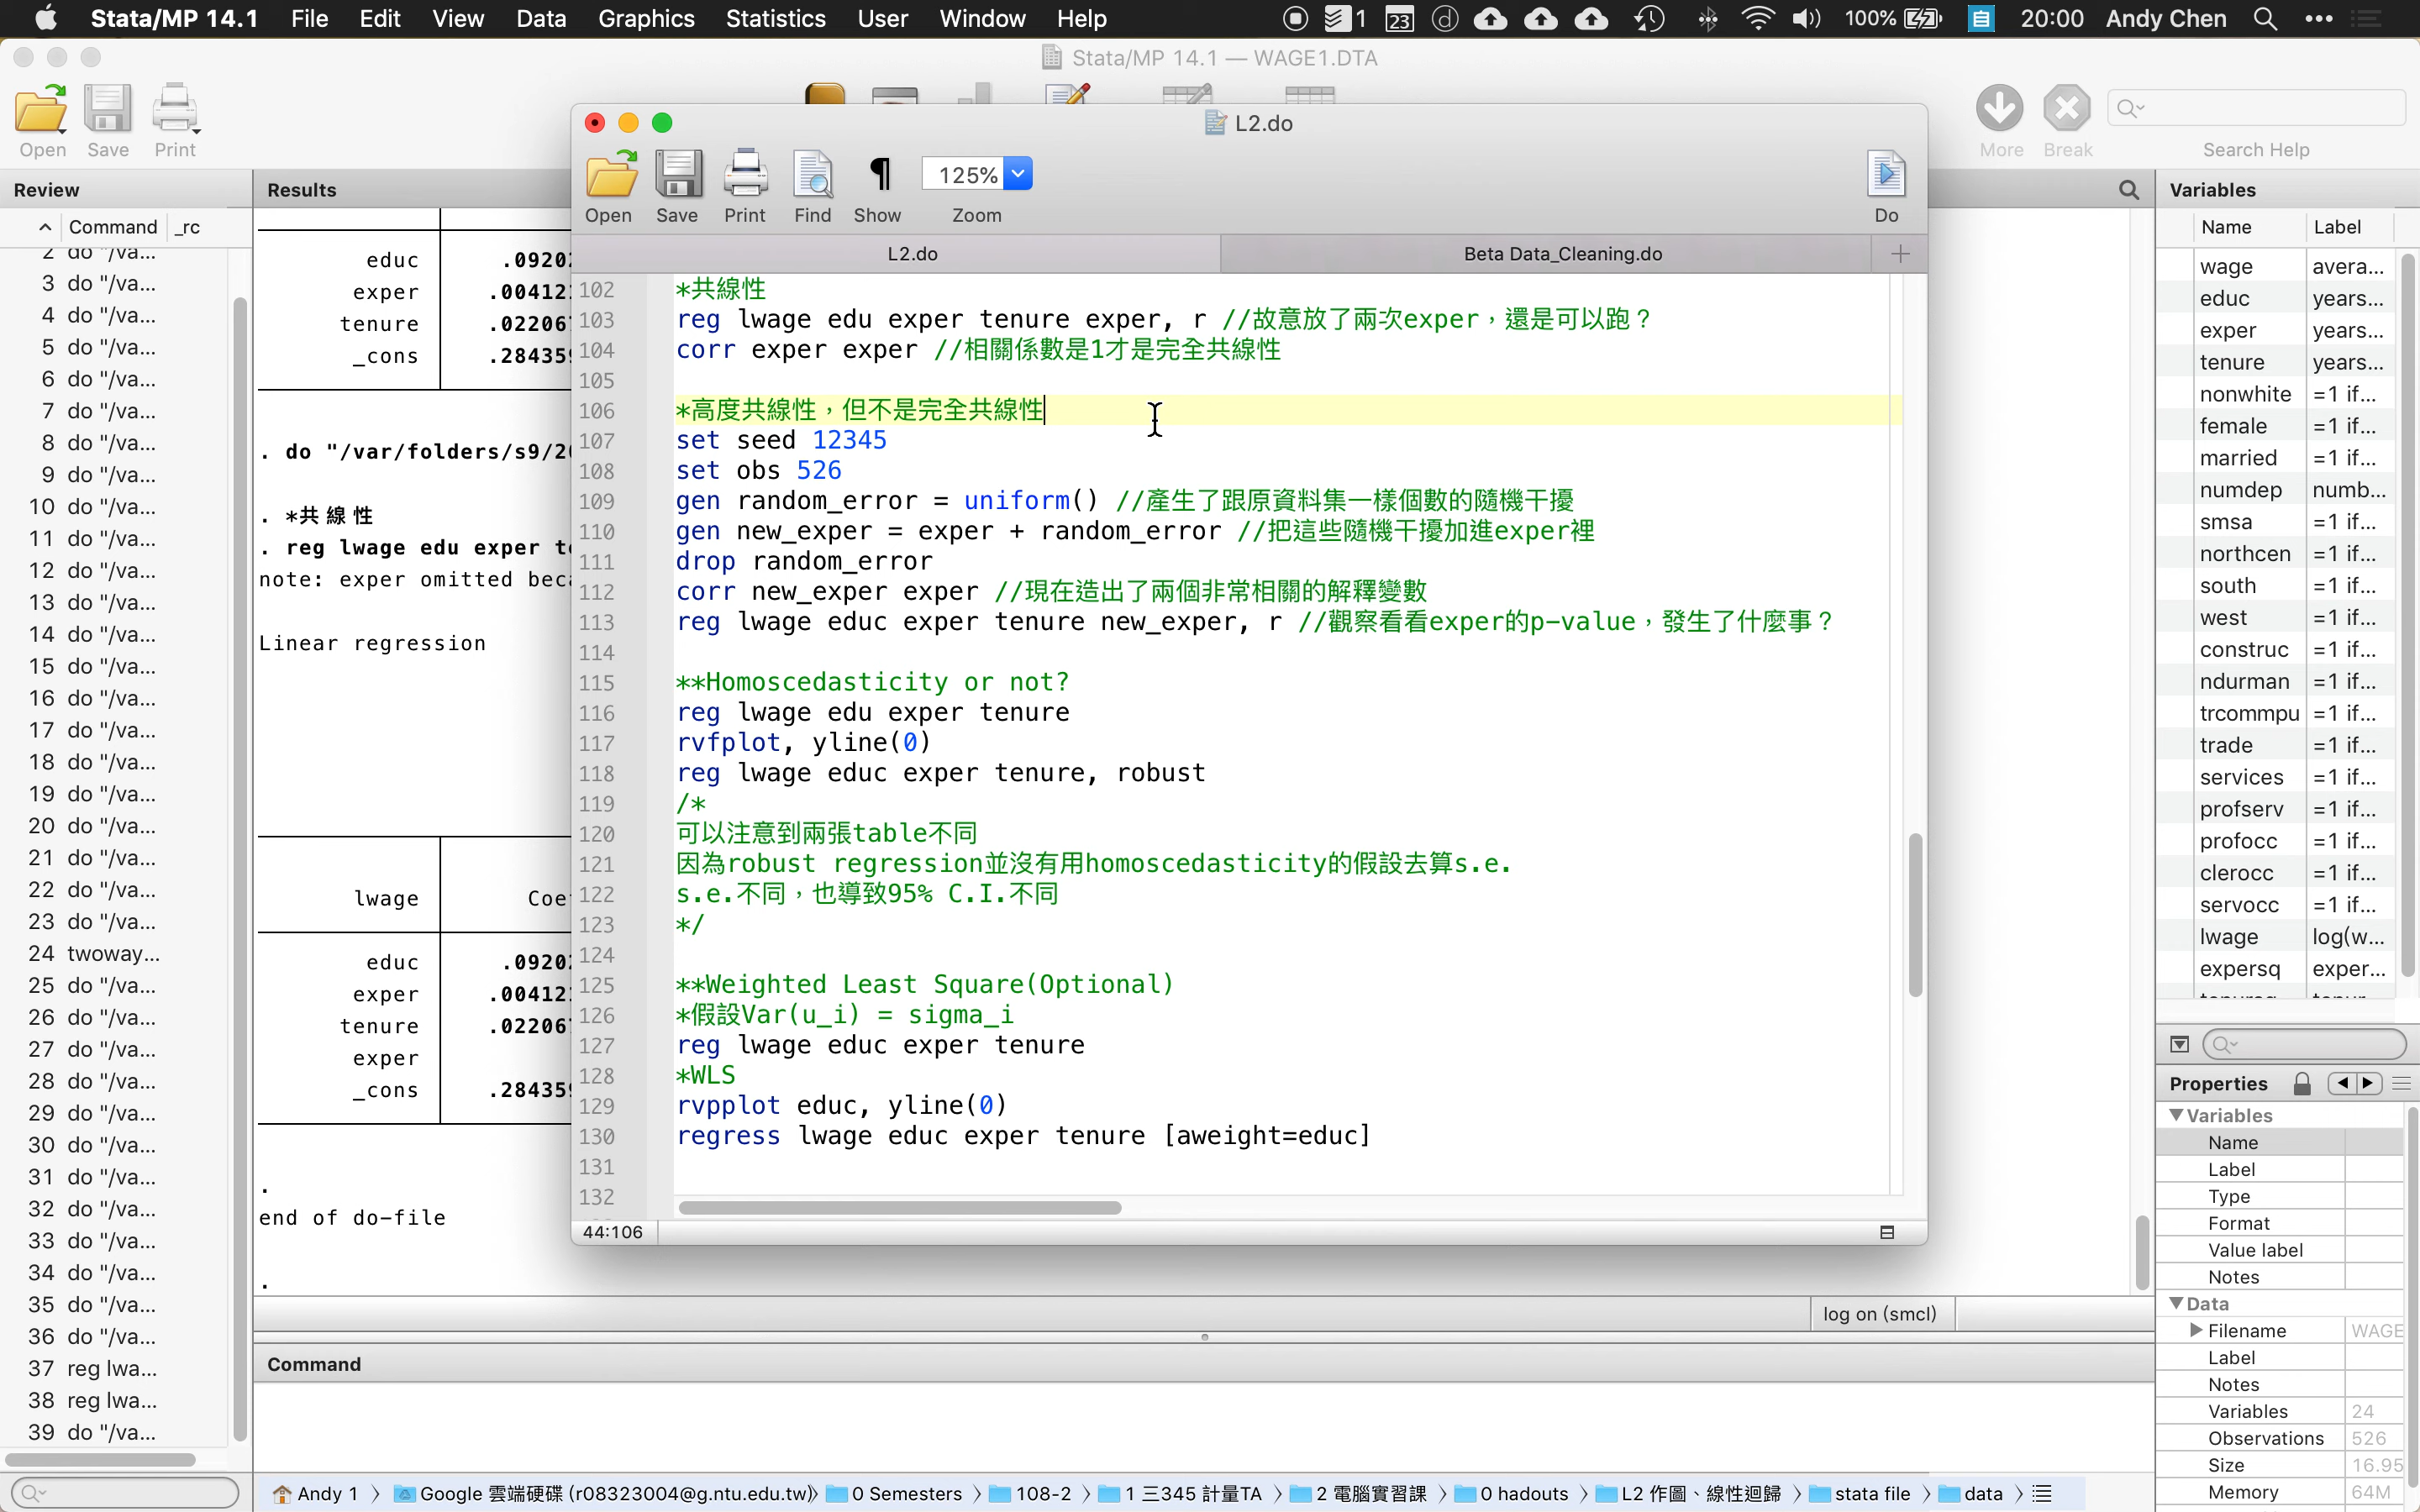 Stata/MP 14.1 File Edit View Data Graphics Statistics User Window Help 1 23 100% 自 20:00 Andy Chen
Stata/MP 14.1 — WAGE1.DTA
Open Save Print
More Break Search Help
L2.do
Open Save Print Find Show 125% Zoom Do
L2.do Beta Data_Cleaning.do
Review
Command _rc
2 do "/va...
3 do "/va...
4 do "/va...
5 do "/va...
6 do "/va...
7 do "/va...
8 do "/va...
9 do "/va...
10 do "/va...
11 do "/va...
12 do "/va...
13 do "/va...
14 do "/va...
15 do "/va...
16 do "/va...
17 do "/va...
18 do "/va...
19 do "/va...
20 do "/va...
21 do "/va...
22 do "/va...
23 do "/va...
24 twoway...
25 do "/va...
26 do "/va...
27 do "/va...
28 do "/va...
29 do "/va...
30 do "/va...
31 do "/va...
32 do "/va...
33 do "/va...
34 do "/va...
35 do "/va...
36 do "/va...
37 reg lwa...
38 reg lwa...
39 do "/va...
Results
educ .0920
exper .00412
tenure .02206
_cons .28435
. do "/var/folders/s9/2
. *共線性
. reg lwage edu exper
note: exper omitted
Linear regression
lwage
educ .0920
exper .00412
tenure .02206
exper
_cons .28435
.
end of do-file
.
102 *共線性
103 reg lwage edu exper tenure exper, r //故意放了兩次exper，還是可以跑？
104 corr exper exper //相關係數是1才是完全共線性
105
106 *高度共線性，但不是完全共線性
107 set seed 12345
108 set obs 526
109 gen random_error = uniform() //產生了跟原資料集一樣個數的隨機干擾
110 gen new_exper = exper + random_error //把這些隨機干擾加進exper裡
111 drop random_error
112 corr new_exper exper //現在造出了兩個非常相關的解釋變數
113 reg lwage educ exper tenure new_exper, r //觀察看看exper的p-value，發生了什麼事？
114
115 **Homoscedasticity or not?
116 reg lwage edu exper tenure
117 rvfplot, yline(0)
118 reg lwage educ exper tenure, robust
119 /*
120 可以注意到兩張table不同
121 因為robust regression並沒有用homoscedasticity的假設去算s.e.
122 s.e.不同，也導致95% C.I.不同
123 */
124
125 **Weighted Least Square(Optional)
126 *假設Var(u_i) = sigma_i
127 reg lwage educ exper tenure
128 *WLS
129 rvpplot educ, yline(0)
130 regress lwage educ exper tenure [aweight=educ]
131
132
44:106
log on (smcl)
Command
Variables
Name Label
wage avera...
educ years...
exper years...
tenure years...
nonwhite =1 if...
female =1 if...
married =1 if...
numdep numb...
smsa =1 if...
northcen =1 if...
south =1 if...
west =1 if...
construc =1 if...
ndurman =1 if...
trcommpu =1 if...
trade =1 if...
services =1 if...
profserv =1 if...
profocc =1 if...
clerocc =1 if...
servocc =1 if...
lwage log(w...
expersq exper...
Properties
Variables
Name
Label
Type
Format
Value label
Notes
Data
Filename WAGE
Label
Notes
Variables 24
Observations 526
Size 16.95
Memory 64M
Andy 1 Google 雲端硬碟 (r08323004@g.ntu.edu.tw) 0 Semesters 108-2 1 三345 計量TA 2 電腦實習課 0 hadouts L2 作圖、線性迴歸 stata file data